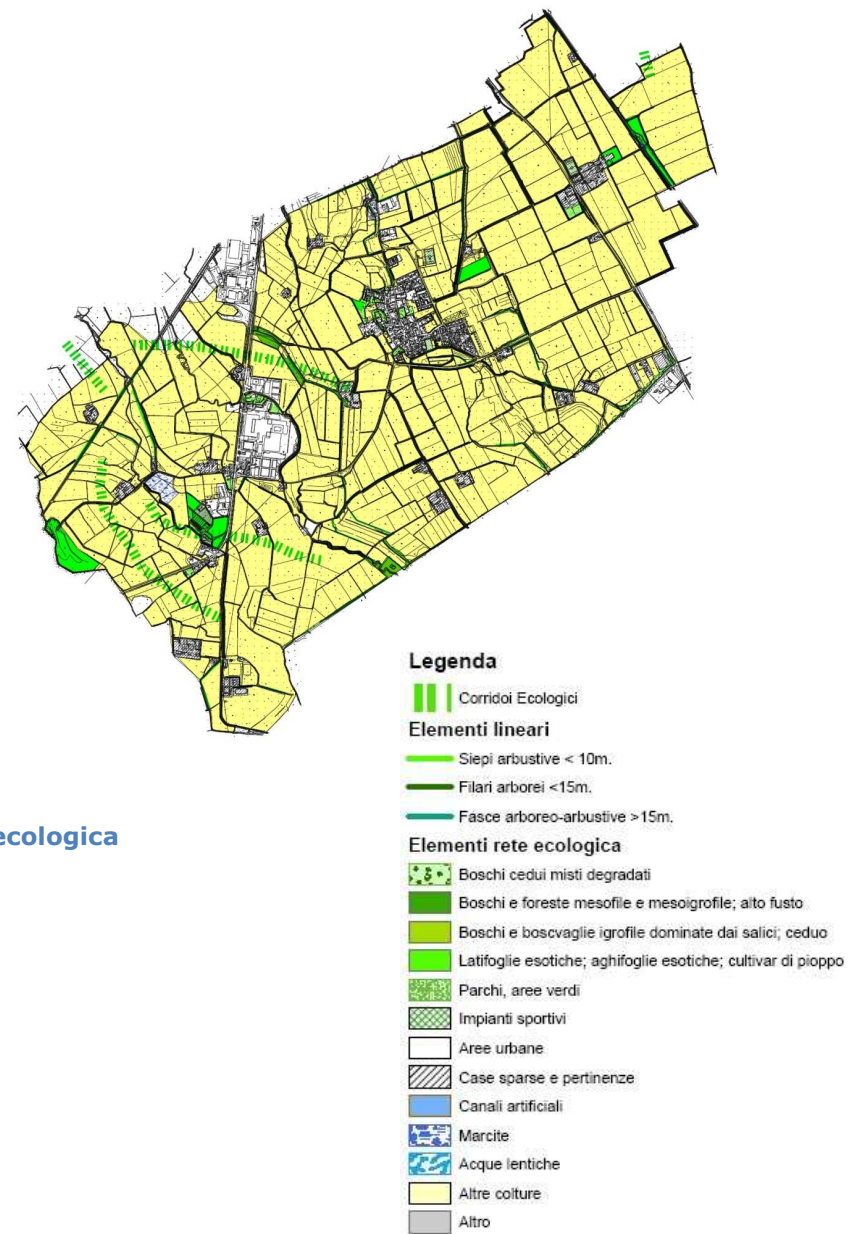 Legenda
Corridoi Ecologici
Elementi lineari
Siepi arbustive < 10m.
Filari arborei <15m.
Fasce arboreo-arbustive >15m.
ecologica
Elementi rete ecologica
Boschi cedui misti degradati
Boschi e foreste mesofile e mesoigrofile; alto fusto
Boschi e boscvaglie igrofile dominate dai salici; ceduo
Latifoglie esotiche; aghifoglie esotiche; cultivar di pioppo
Parchi, aree verdi
Impianti sportivi
Aree urbane
Case sparse e pertinenze
Canali artificiali
Marcite
Acque lentiche
Altre colture
Altro